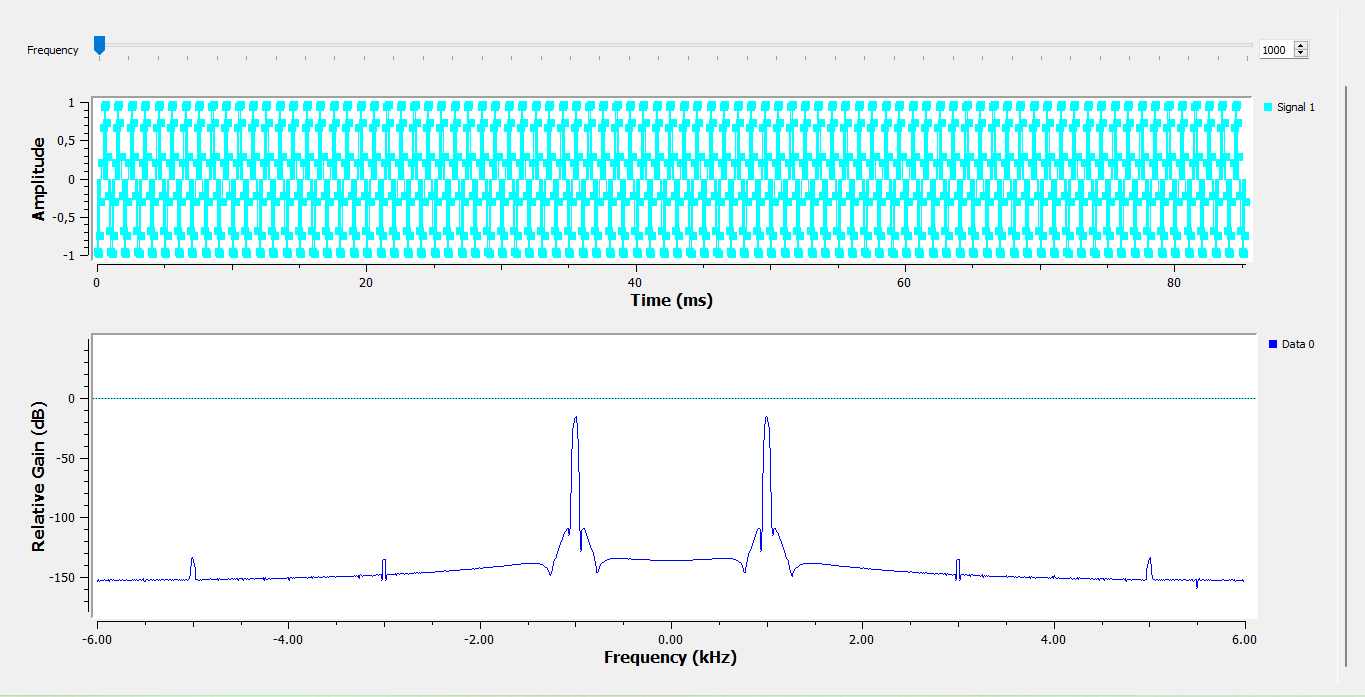 Frequency
1000
1
0,5
0
-0,5
-1
Amplitude
Signal 1
0 20 40 60 80
Time (ms)
0
-50
-100
-150
Relative Gain (dB)
Data 0
-6.00 -4.00 -2.00 0.00 2.00 4.00 6.00
Frequency (kHz)